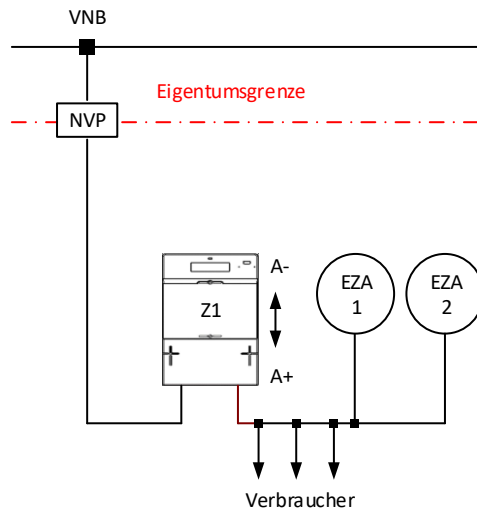 VNB
Eigentumsgrenze
NVP
A-
Z1
EZA
1
EZA
2
A+
Verbraucher